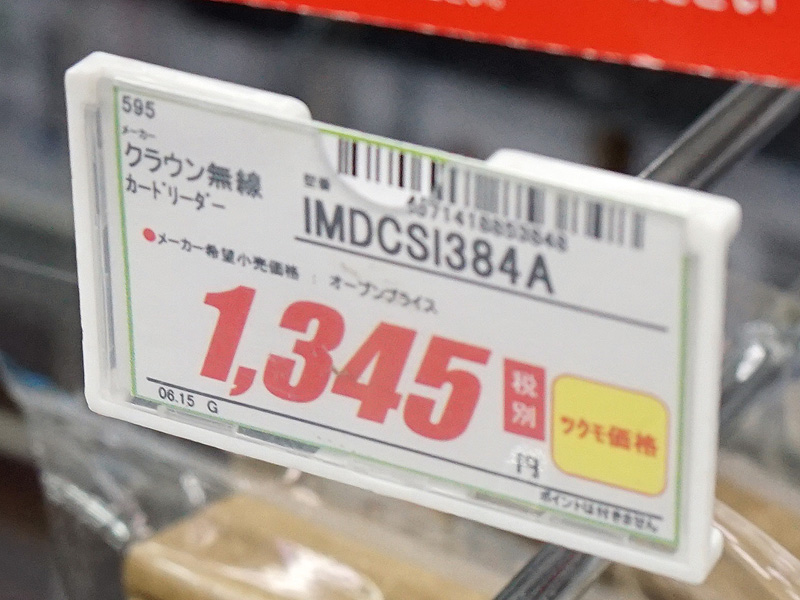 595
メーカー
クラウン無線
カードリーダー
型番
IMDCSI384A
●メーカー希望小売価格 : オープンプライス
1,345
税別
円
ツクモ価格
06.15 G
ポイントは付きません